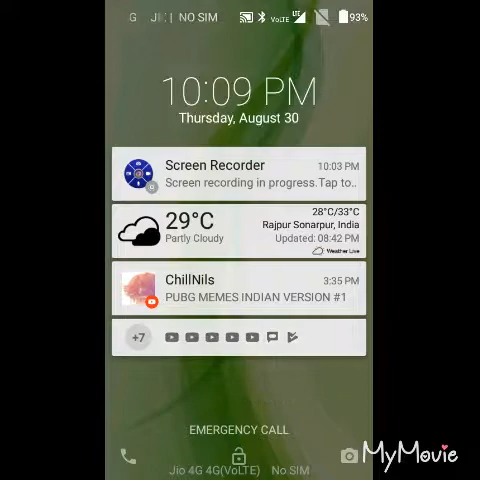 NO SIM
VoLTE
LTE
93%
10:09 PM
Thursday, August 30
Screen Recorder
10:03 PM
Screen recording in progress.Tap to..
29°C
Partly Cloudy
28°C/33°C
Rajpur Sonarpur, India
Updated: 08:42 PM
Weather Live
ChillNils
3:35 PM
PUBG MEMES INDIAN VERSION #1
+7
EMERGENCY CALL
MyMovie
Jio 4G 4G(VoLTE) No SIM